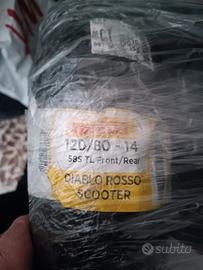 120/80 - 14
58S TL Front/Rear
DIABLO ROSSO
SCOOTER
subito